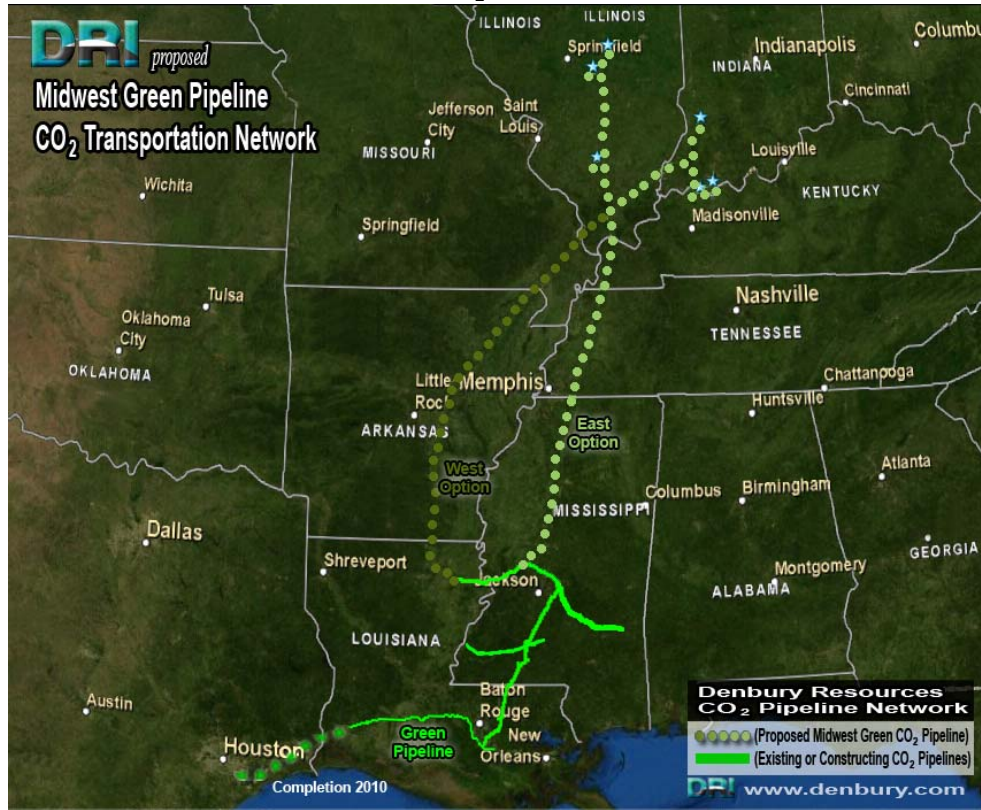 DRI proposed
Midwest Green Pipeline
CO₂ Transportation Network
ILLINOIS
ILLINOIS
Springfield
Indianapolis
INDIANA
Columbu
Cincinnati
Jefferson
City
Saint
Louis
MISSOURI
Louisville
KENTUCKY
Wichita
Madisonville
Springfield
Tulsa
Oklahoma
City
OKLAHOMA
Nashville
TENNESSEE
Chattanooga
Little
Rock
Memphis
Huntsville
ARKANSAS
East
Option
West
Option
Atlanta
Columbus
Birmingham
MISSISSIPPI
Dallas
Shreveport
Jackson
Montgomery
GEORGIA
ALABAMA
LOUISIANA
Austin
Baton
Rouge
New
Orleans
Green
Pipeline
Houston
Completion 2010
Denbury Resources
CO₂ Pipeline Network
(Proposed Midwest Green CO₂ Pipeline)
(Existing or Constructing CO₂ Pipelines)
DRI www.denbury.com